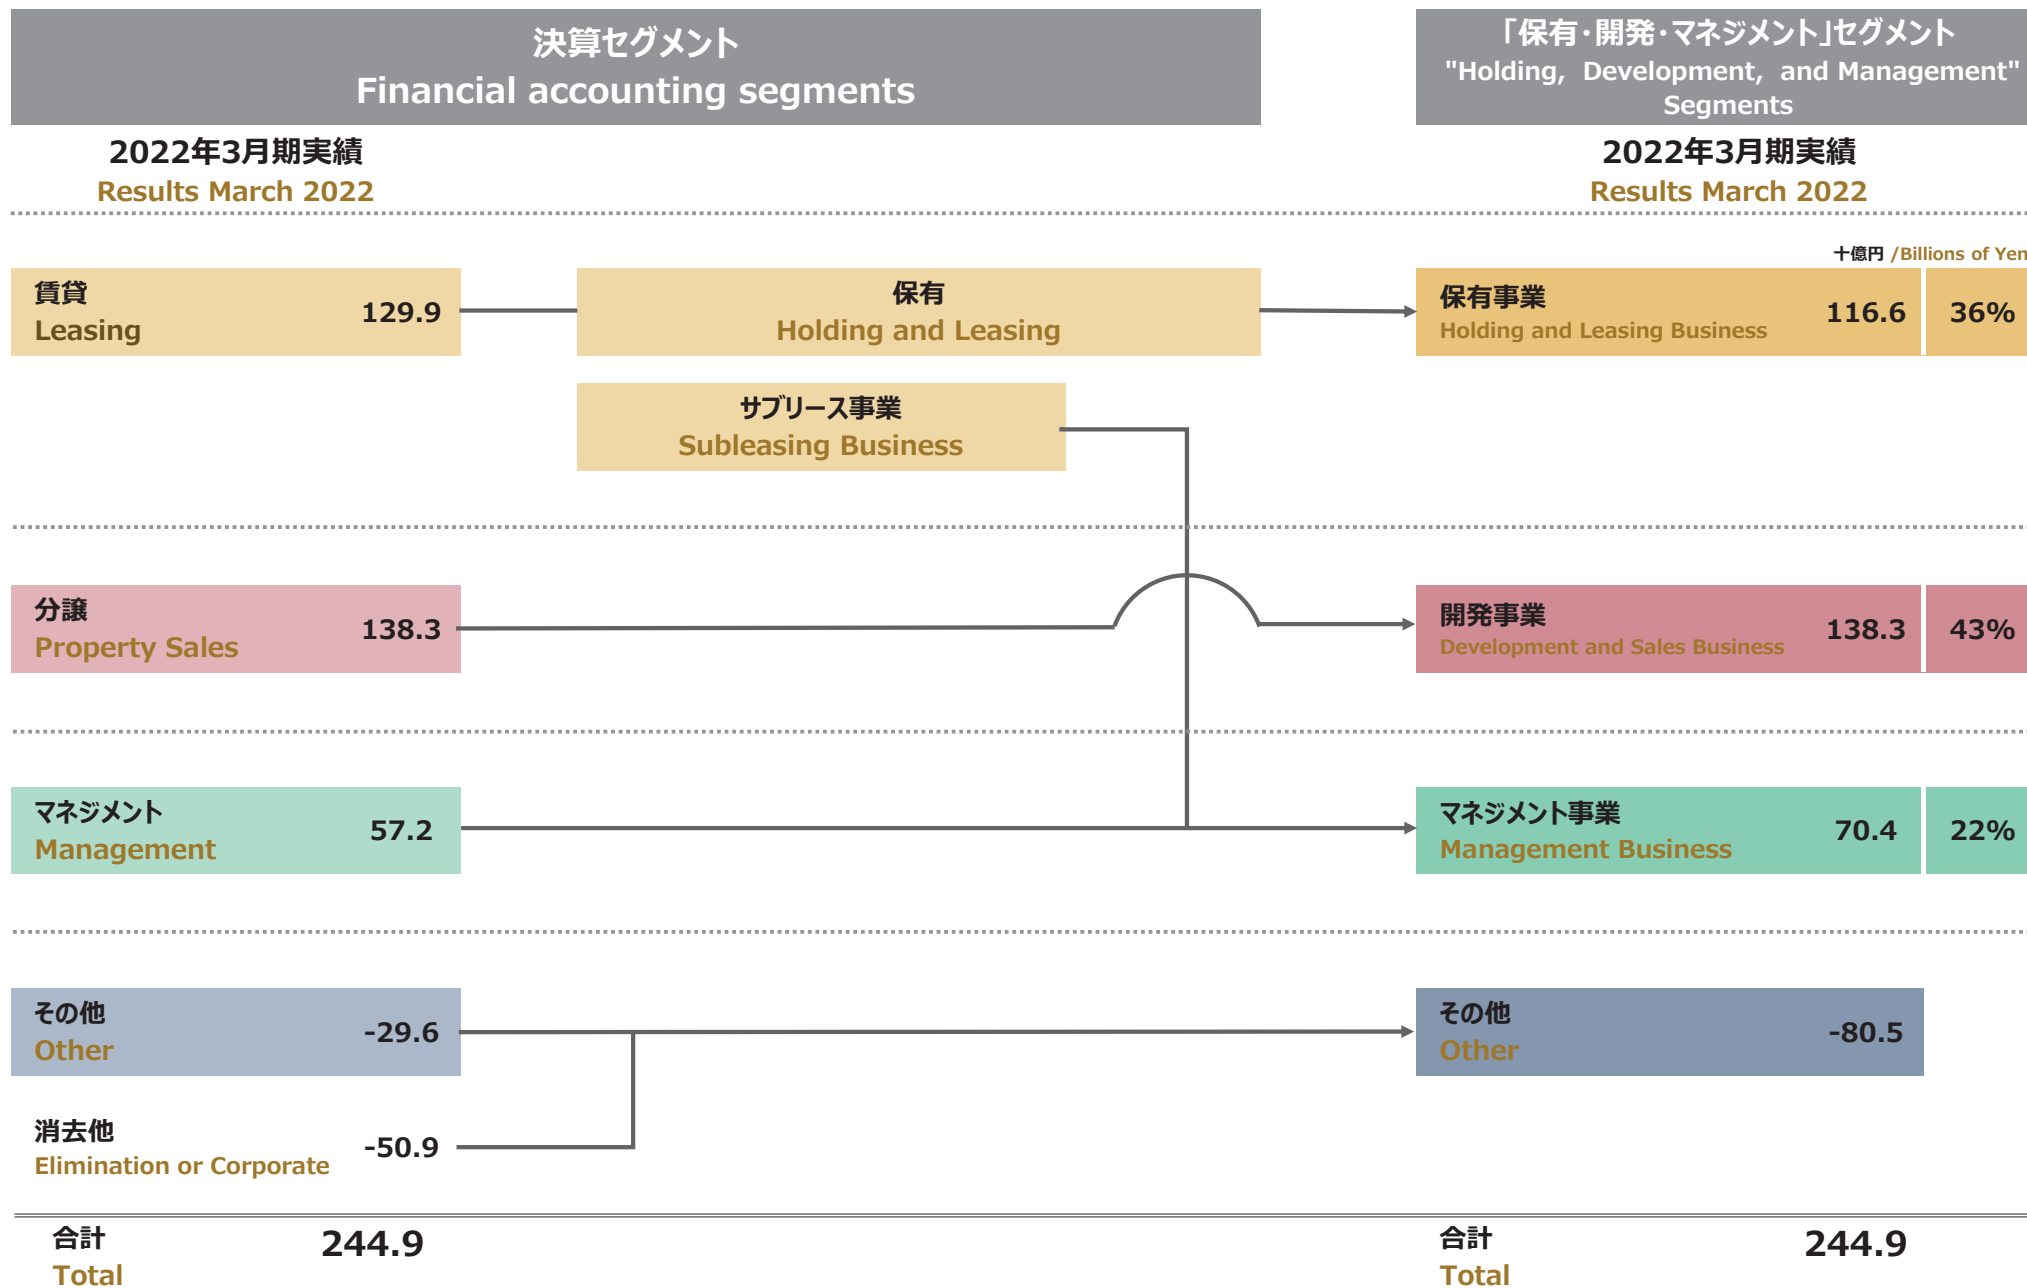 決算セグメント
Financial accounting segments
「保有・開発・マネジメント」セグメント
"Holding, Development, and Management"
Segments
2022年3月期実績
Results March 2022
2022年3月期実績
Results March 2022
十億円 /Billions of Yen
賃貸
Leasing
129.9
保有
Holding and Leasing
保有事業
Holding and Leasing Business
116.6
36%
サブリース事業
Subleasing Business
分譲
Property Sales
138.3
開発事業
Development and Sales Business
138.3
43%
マネジメント
Management
57.2
マネジメント事業
Management Business
70.4
22%
その他
Other
-29.6
その他
Other
-80.5
消去他
Elimination or Corporate
-50.9
合計
Total
244.9
合計
Total
244.9